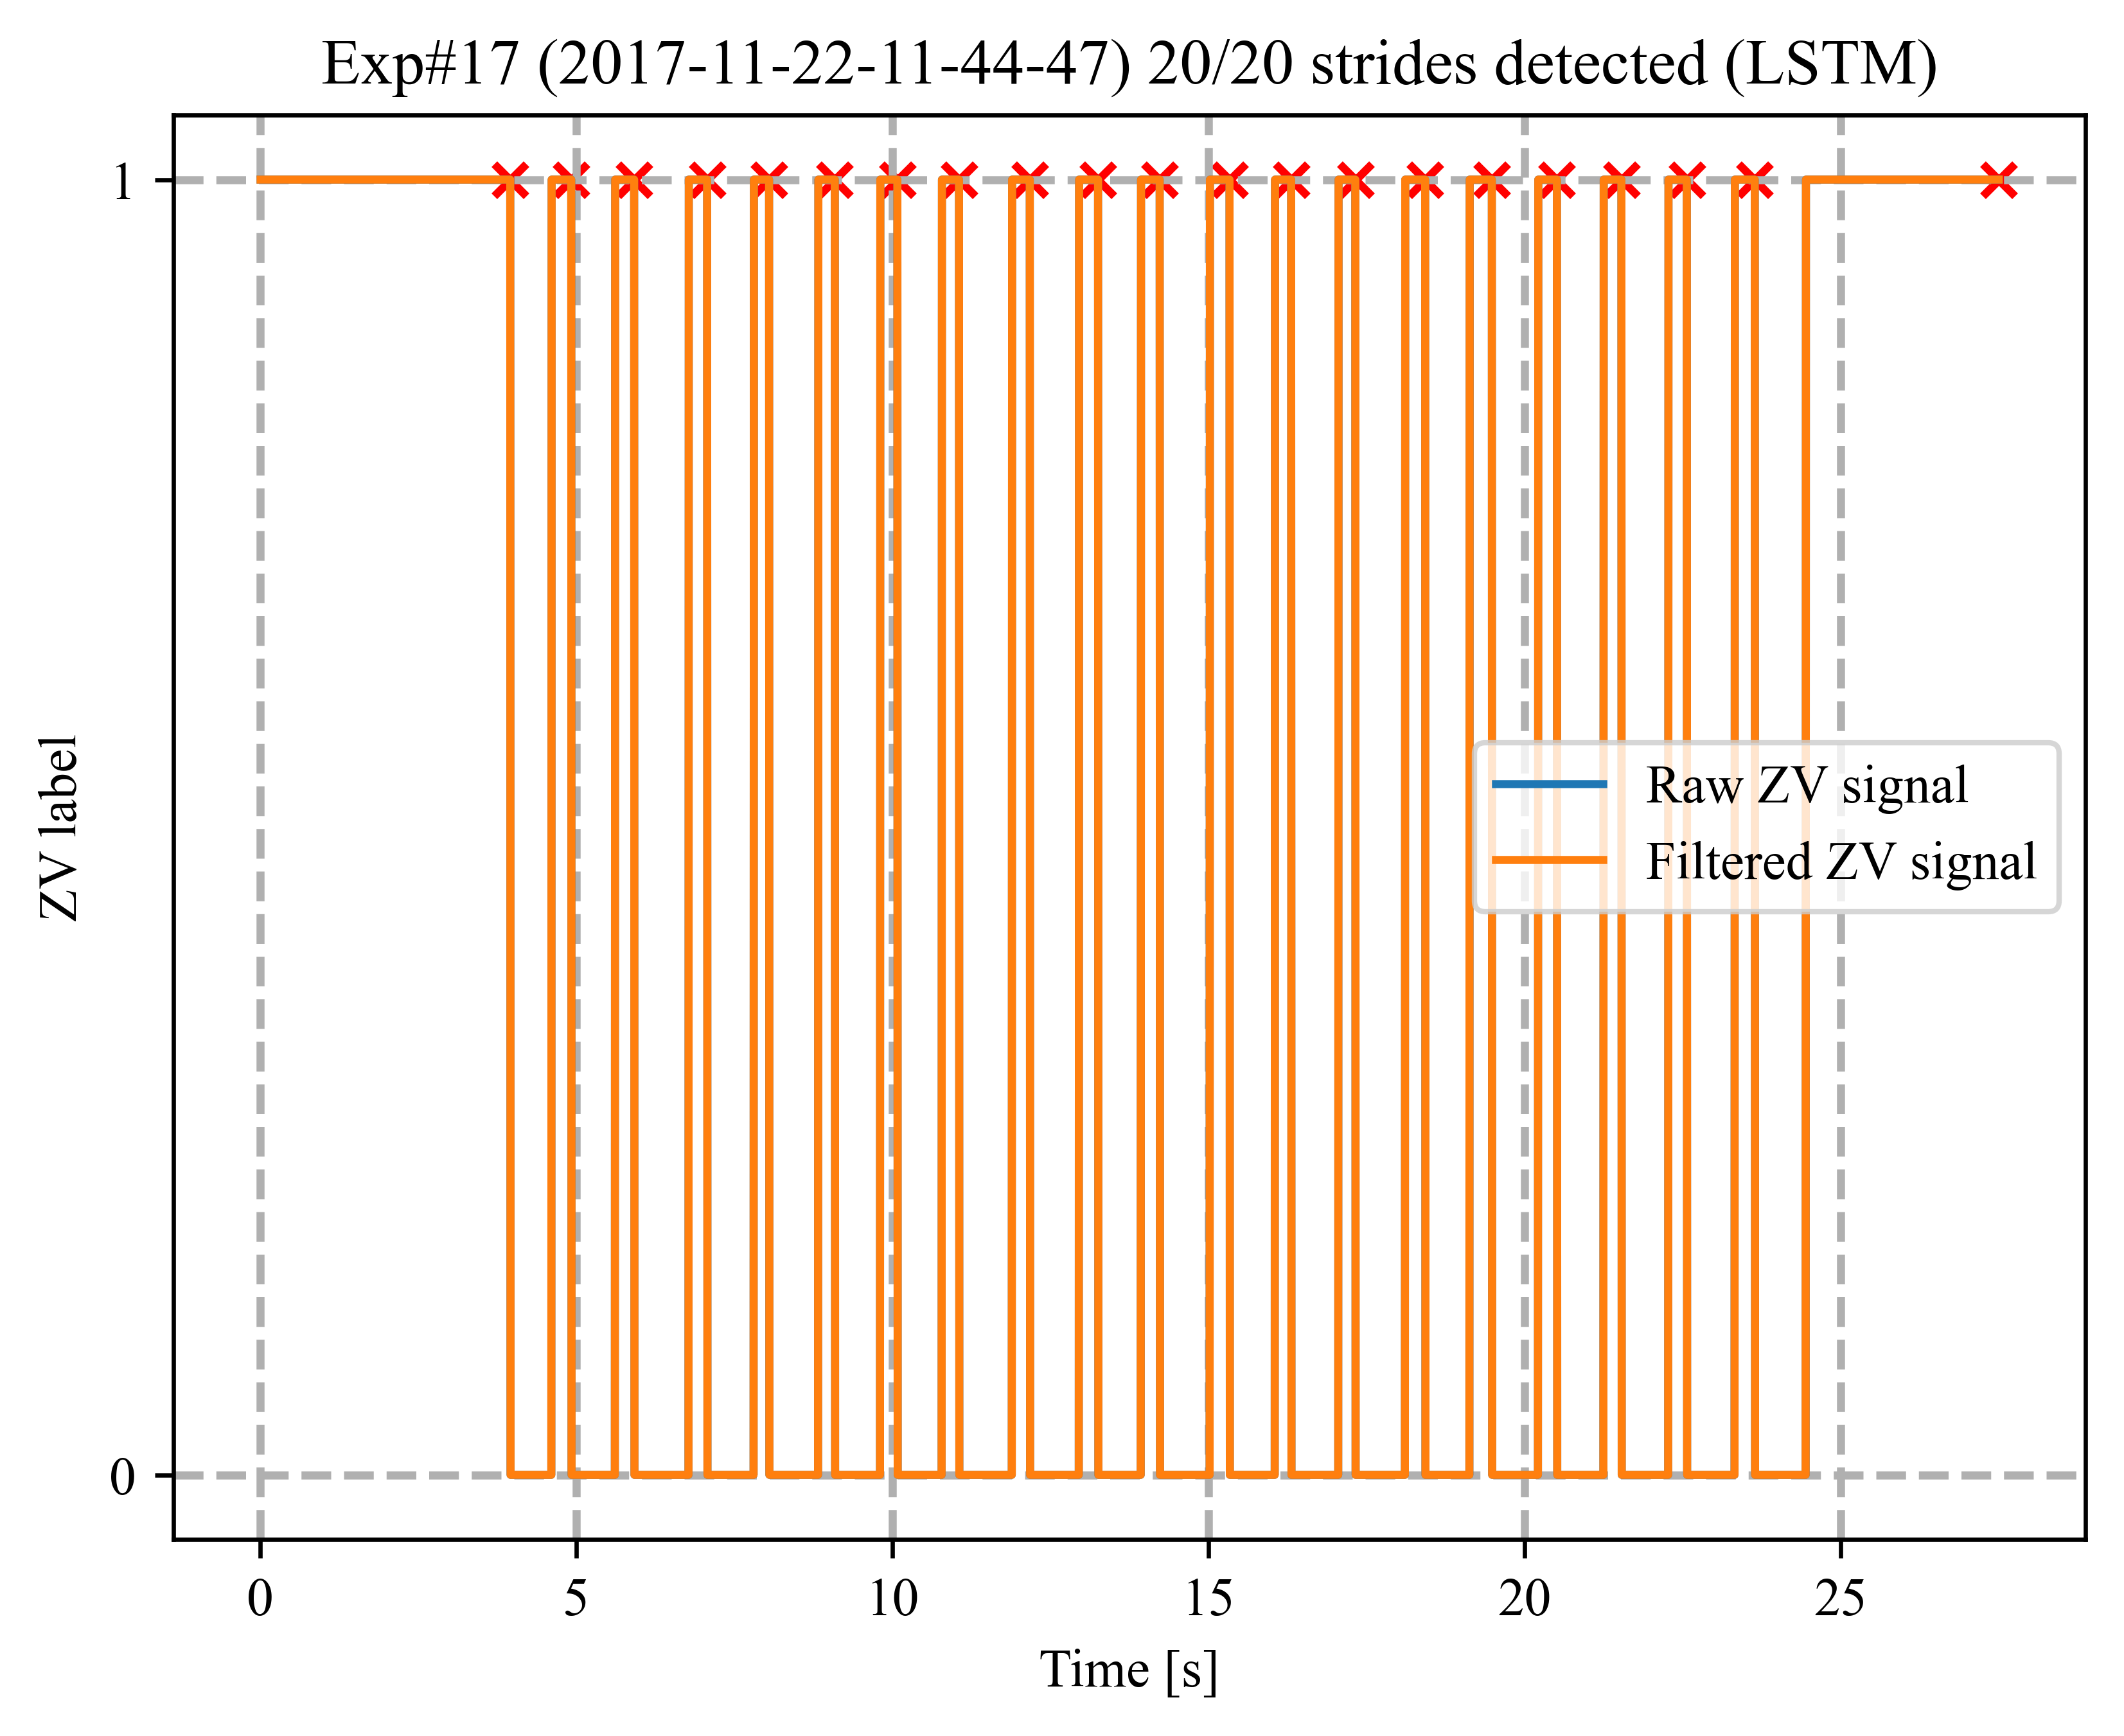 Exp#17 (2017-11-22-11-44-47) 20/20 strides detected (LSTM)
1
ZV label
Raw ZV signal
Filtered ZV signal
0
0 5 10 15 20 25
Time [s]